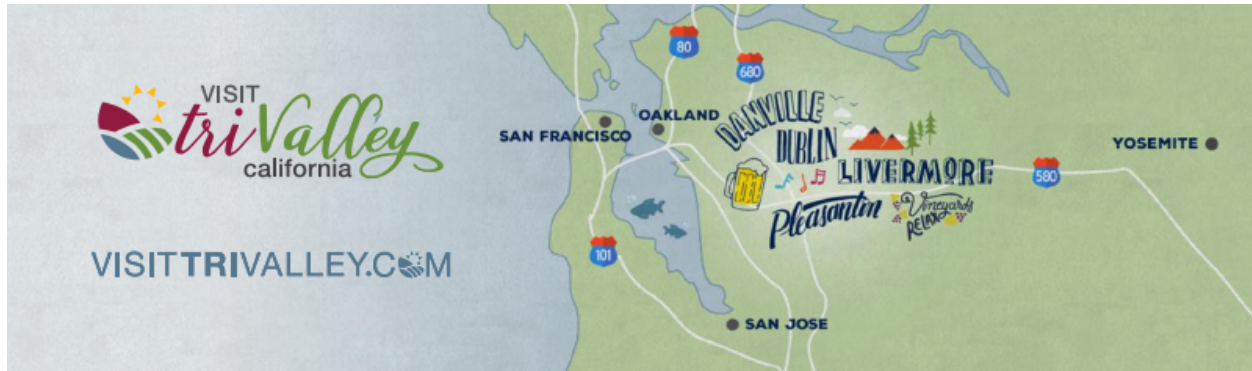 VISIT
triValley
california
VISITTRIVALLEY.COM
80
680
SAN FRANCISCO
OAKLAND
DANVILLE
DUBLIN
LIVERMORE
Pleasanton
Vineyards
RELAX
580
YOSEMITE
101
SAN JOSE